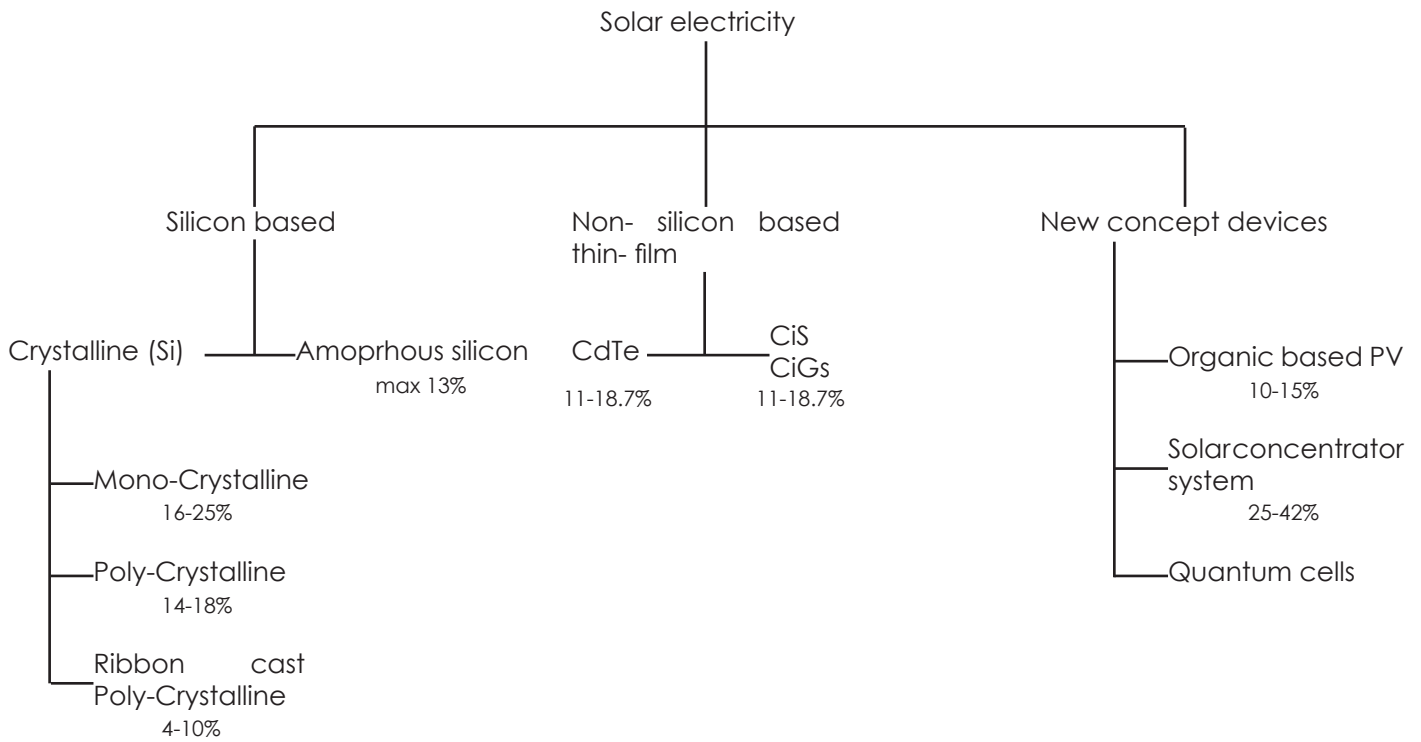 Solar electricity
Silicon based
Non- silicon based
thin- film
New concept devices
Crystalline (Si)
Amoprhous silicon
max 13%
CdTe
11-18.7%
CiS
CiGs
11-18.7%
Organic based PV
10-15%
Solarconcentrator
system
25-42%
Quantum cells
Mono-Crystalline
16-25%
Poly-Crystalline
14-18%
Ribbon cast
Poly-Crystalline
4-10%